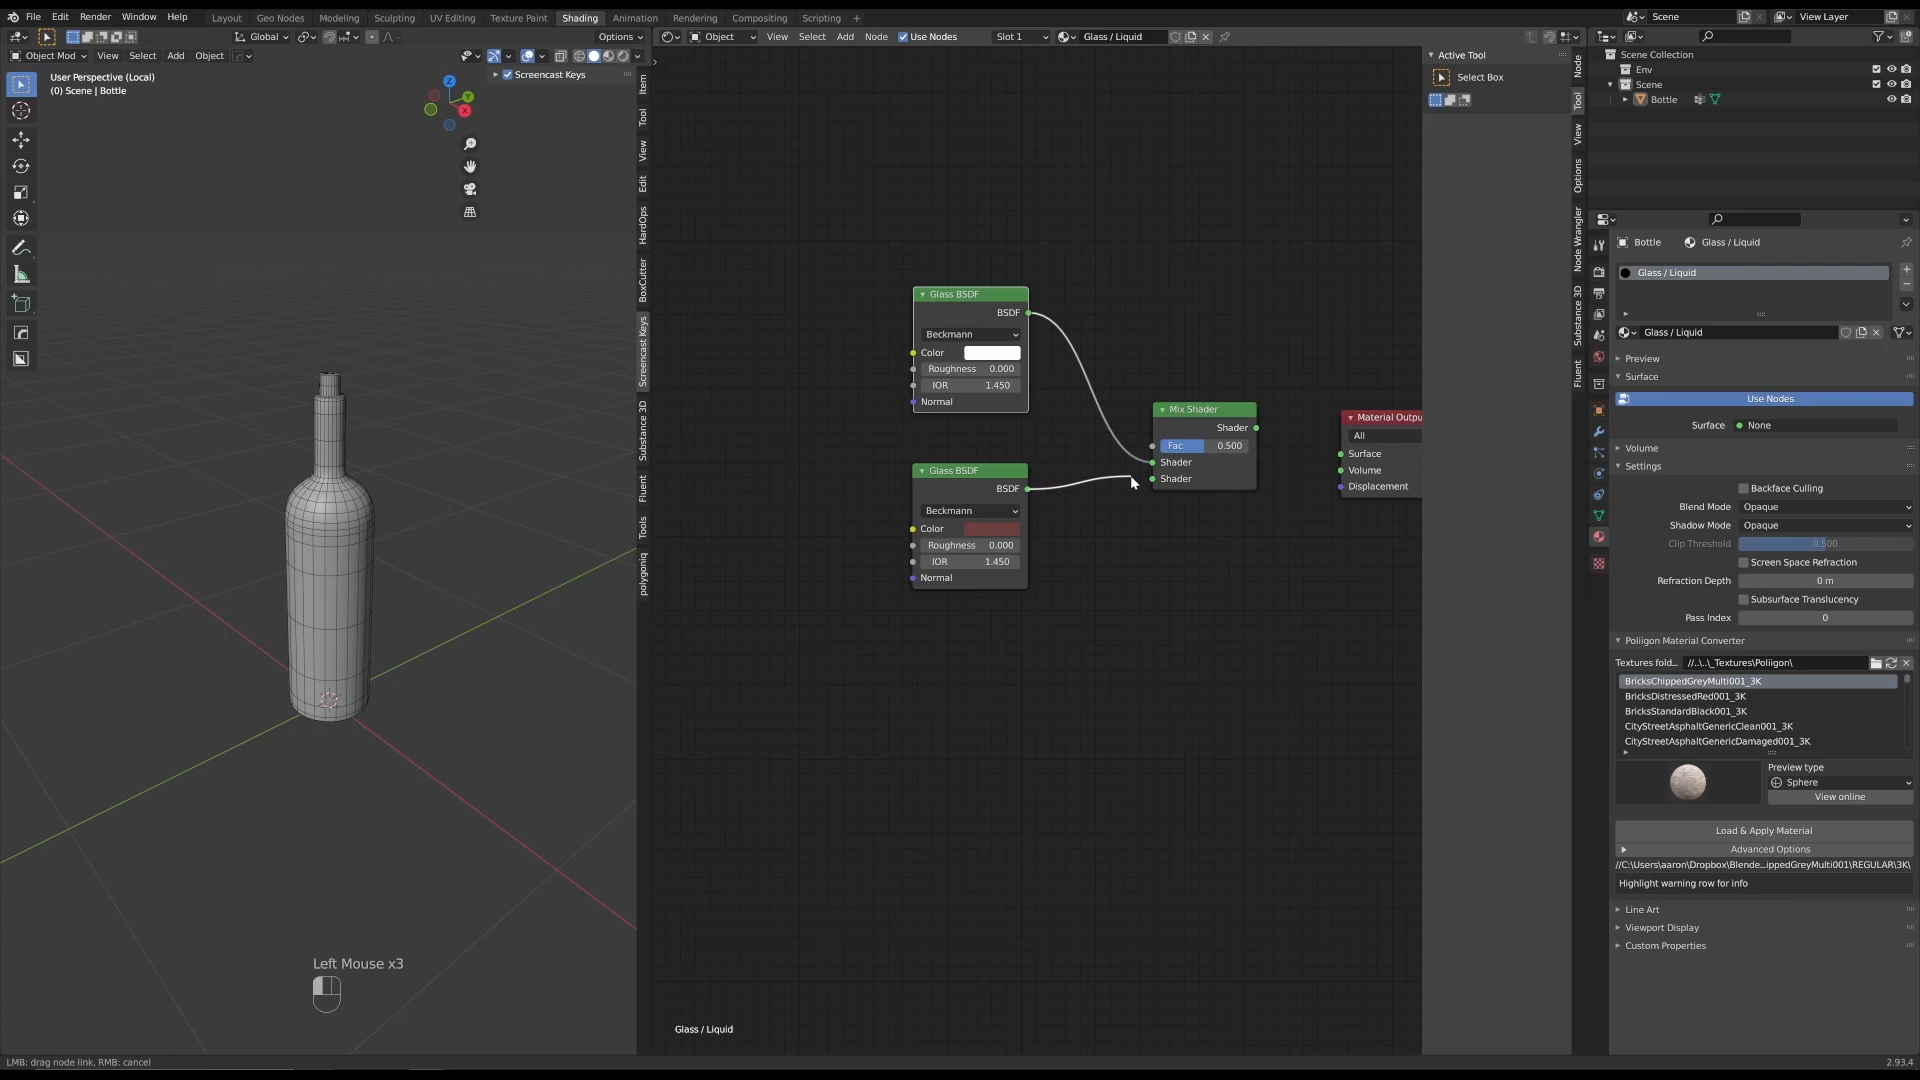 File Edit Render Window Help Layout Geo Nodes Modeling Sculpting UV Editing Texture Paint Shading Animation Rendering Compositing Scripting + Scene View Layer
Global Options
Object Mod View Select Add Object
User Perspective (Local)
(0) Scene | Bottle
Screencast Keys
Z
Y
X
Item
Tool
View
Edit
HardOps
BoxCutter
Screencast Keys
Substance 3D
Fluent
Tools
polygoniq
Left Mouse x3
Object View Select Add Node Use Nodes Slot 1 Glass / Liquid
Glass BSDF
BSDF
Beckmann
Color
Roughness 0.000
IOR 1.450
Normal
Glass BSDF
BSDF
Beckmann
Color
Roughness 0.000
IOR 1.450
Normal
Mix Shader
Shader
Fac 0.500
Shader
Shader
Material Outpu
All
Surface
Volume
Displacement
Glass / Liquid
Active Tool
Select Box
Node
Tool
View
Options
Node Wrangler
Substance 3D
Fluent
Scene Collection
Env
Scene
Bottle
Bottle Glass / Liquid
Glass / Liquid
Glass / Liquid
Preview
Surface
Use Nodes
Surface None
Volume
Settings
Backface Culling
Blend Mode Opaque
Shadow Mode Opaque
Clip Threshold 0.500
Screen Space Refraction
Refraction Depth 0 m
Subsurface Translucency
Pass Index 0
Poliigon Material Converter
Textures fold... //..\..\_Textures\Poliigon\
BricksChippedGreyMulti001_3K
BricksDistressedRed001_3K
BricksStandardBlack001_3K
CityStreetAsphaltGenericClean001_3K
CityStreetAsphaltGenericDamaged001_3K
Preview type
Sphere
View online
Load & Apply Material
Advanced Options
//C:\Users\aaron\Dropbox\Blende...ippedGreyMulti001\REGULAR\3K\
Highlight warning row for info
Line Art
Viewport Display
Custom Properties
LMB: drag node link, RMB: cancel
2.93.4